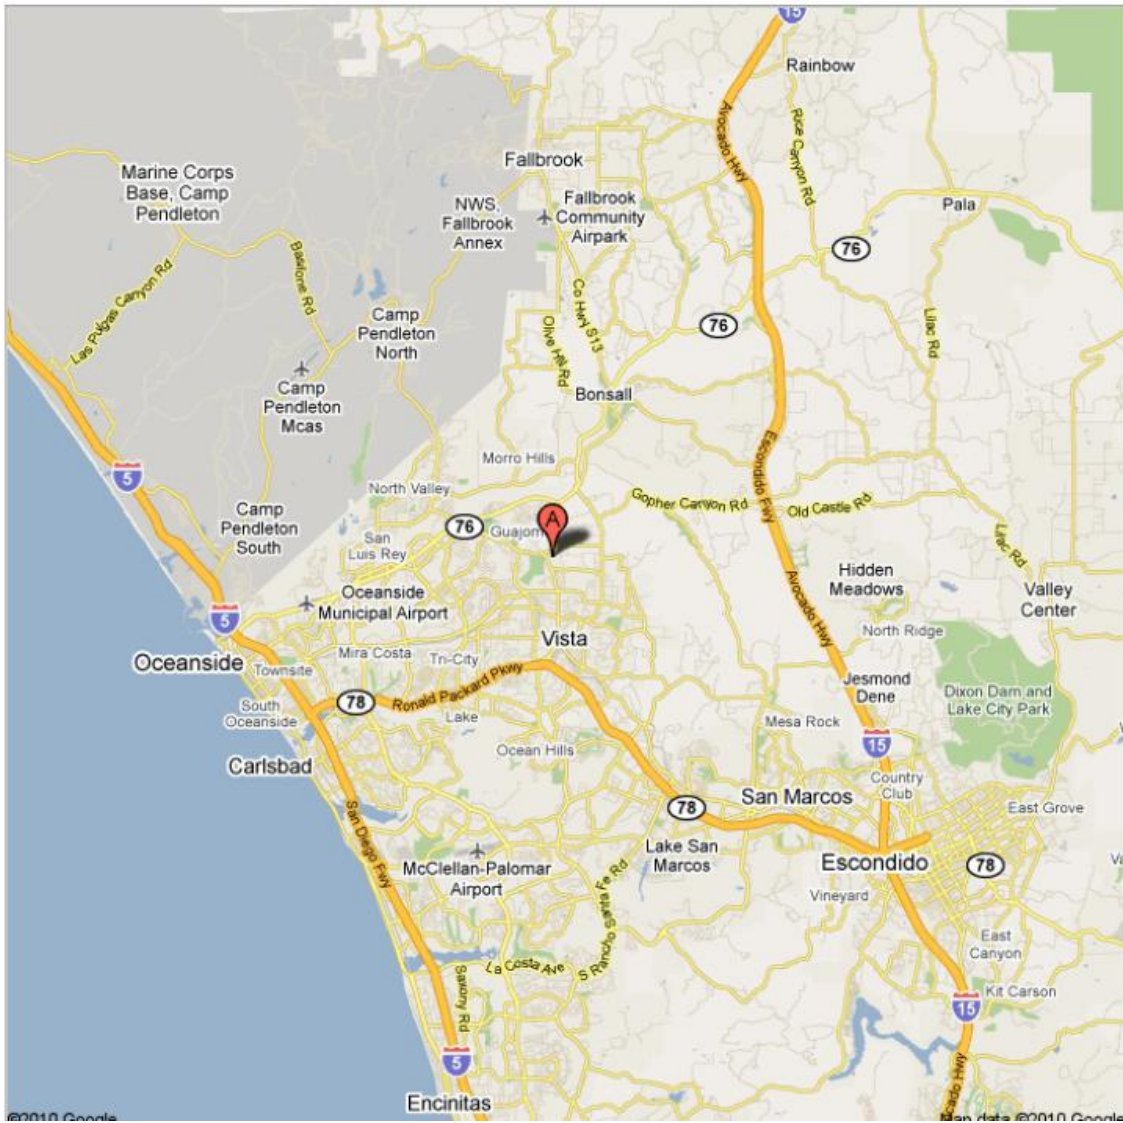 15
Rainbow
Avocado Hwy
Rice Canyon Rd
Fallbrook
Marine Corps
Base, Camp
Pendleton
NWS,
Fallbrook
Annex
Fallbrook
Community
Airpark
Pala
76
Basilone Rd
Las Pulgas Canyon Rd
Co Hwy S13
Olive Hill Rd
Camp
Pendleton
North
76
Lilac Rd
Camp
Pendleton
Mcas
Bonsall
5
Morro Hills
Escondido Fwy
North Valley
Gopher Canyon Rd
Old Castle Rd
Camp
Pendleton
South
76
Guajom
A
San
Luis Rey
Lilac Rd
Oceanside
Municipal Airport
Avocado Hwy
Hidden
Meadows
Valley
Center
5
Vista
North Ridge
Oceanside
Mira Costa
Tri-City
Townsite
Ronald Packard Pkwy
Jesmond
Dene
Dixon Dam and
Lake City Park
78
South
Oceanside
Lake
Mesa Rock
Ocean Hills
15
Carlsbad
Country
Club
San Marcos
78
East Grove
San Diego Fwy
Lake San
Marcos
Escondido
78
McClellan-Palomar
Airport
Vineyard
S Rancho Santa Fe Rd
East
Canyon
La Costa Ave
Saxony Rd
Kit Carson
15
5
ocado Hwy
Encinitas
©2010 Google
Map data ©2010 Google